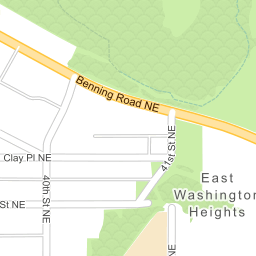 Benning Road NE
41st St NE
Clay Pl NE
40th St NE
St NE
NE
East
Washington
Heights